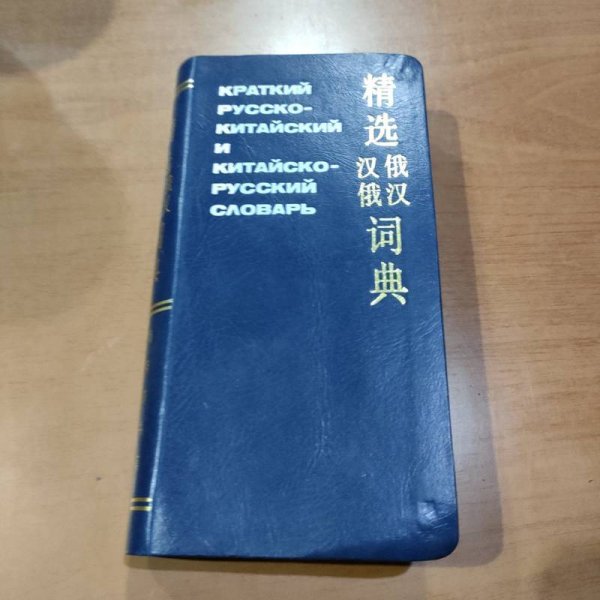 КРАТКИЙ
РУССКО-
КИТАЙСКИЙ
И
КИТАЙСКО-
РУССКИЙ
СЛОВАРЬ
精选
汉俄
俄汉
词典